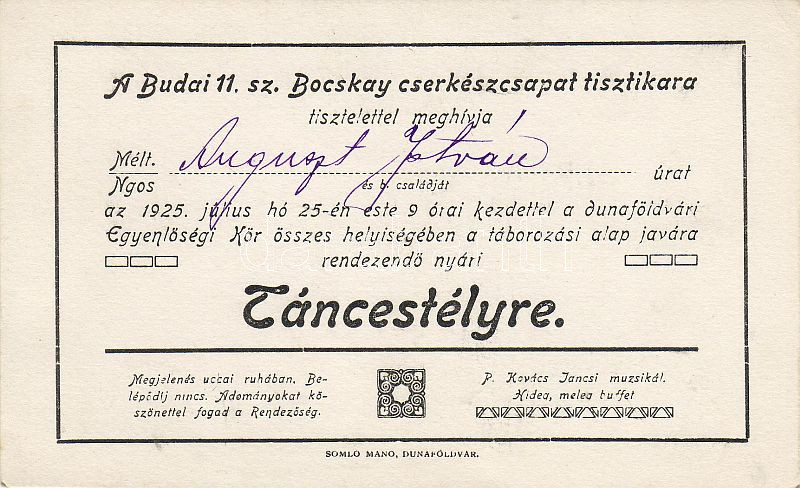 A Budai 11. sz. Bocskay cserkészcsapat tisztikara
tisztelettel meghívja
Mélt. Auguszt István úrat
Ngos és b. családját
az 1925. július hó 25-én este 9 órai kezdettel a dunaföldvári
Egyenlőségi Kör összes helyiségében a táborozási alap javára
rendezendő nyári
Táncestélyre.
Megjelenés uccai ruhában. Be-
lépődíj nincs. Adományokat kö-
szönettel fogad a Rendezőség.
P. Kovács Jancsi muzsikál.
Hideg, meleg buffet
SOMLÓ MANÓ, DUNAFÖLDVÁR.